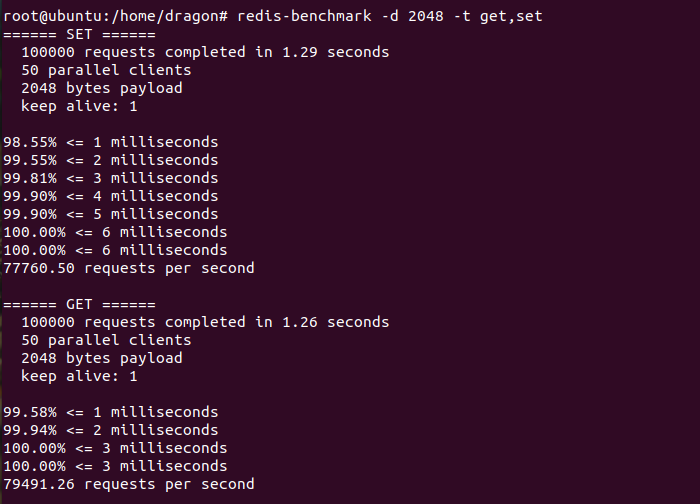 root@ubuntu:/home/dragon# redis-benchmark -d 2048 -t get,set
====== SET ======
  100000 requests completed in 1.29 seconds
  50 parallel clients
  2048 bytes payload
  keep alive: 1

98.55% <= 1 milliseconds
99.55% <= 2 milliseconds
99.81% <= 3 milliseconds
99.90% <= 4 milliseconds
99.90% <= 5 milliseconds
100.00% <= 6 milliseconds
100.00% <= 6 milliseconds
77760.50 requests per second

====== GET ======
  100000 requests completed in 1.26 seconds
  50 parallel clients
  2048 bytes payload
  keep alive: 1

99.58% <= 1 milliseconds
99.94% <= 2 milliseconds
100.00% <= 3 milliseconds
100.00% <= 3 milliseconds
79491.26 requests per second